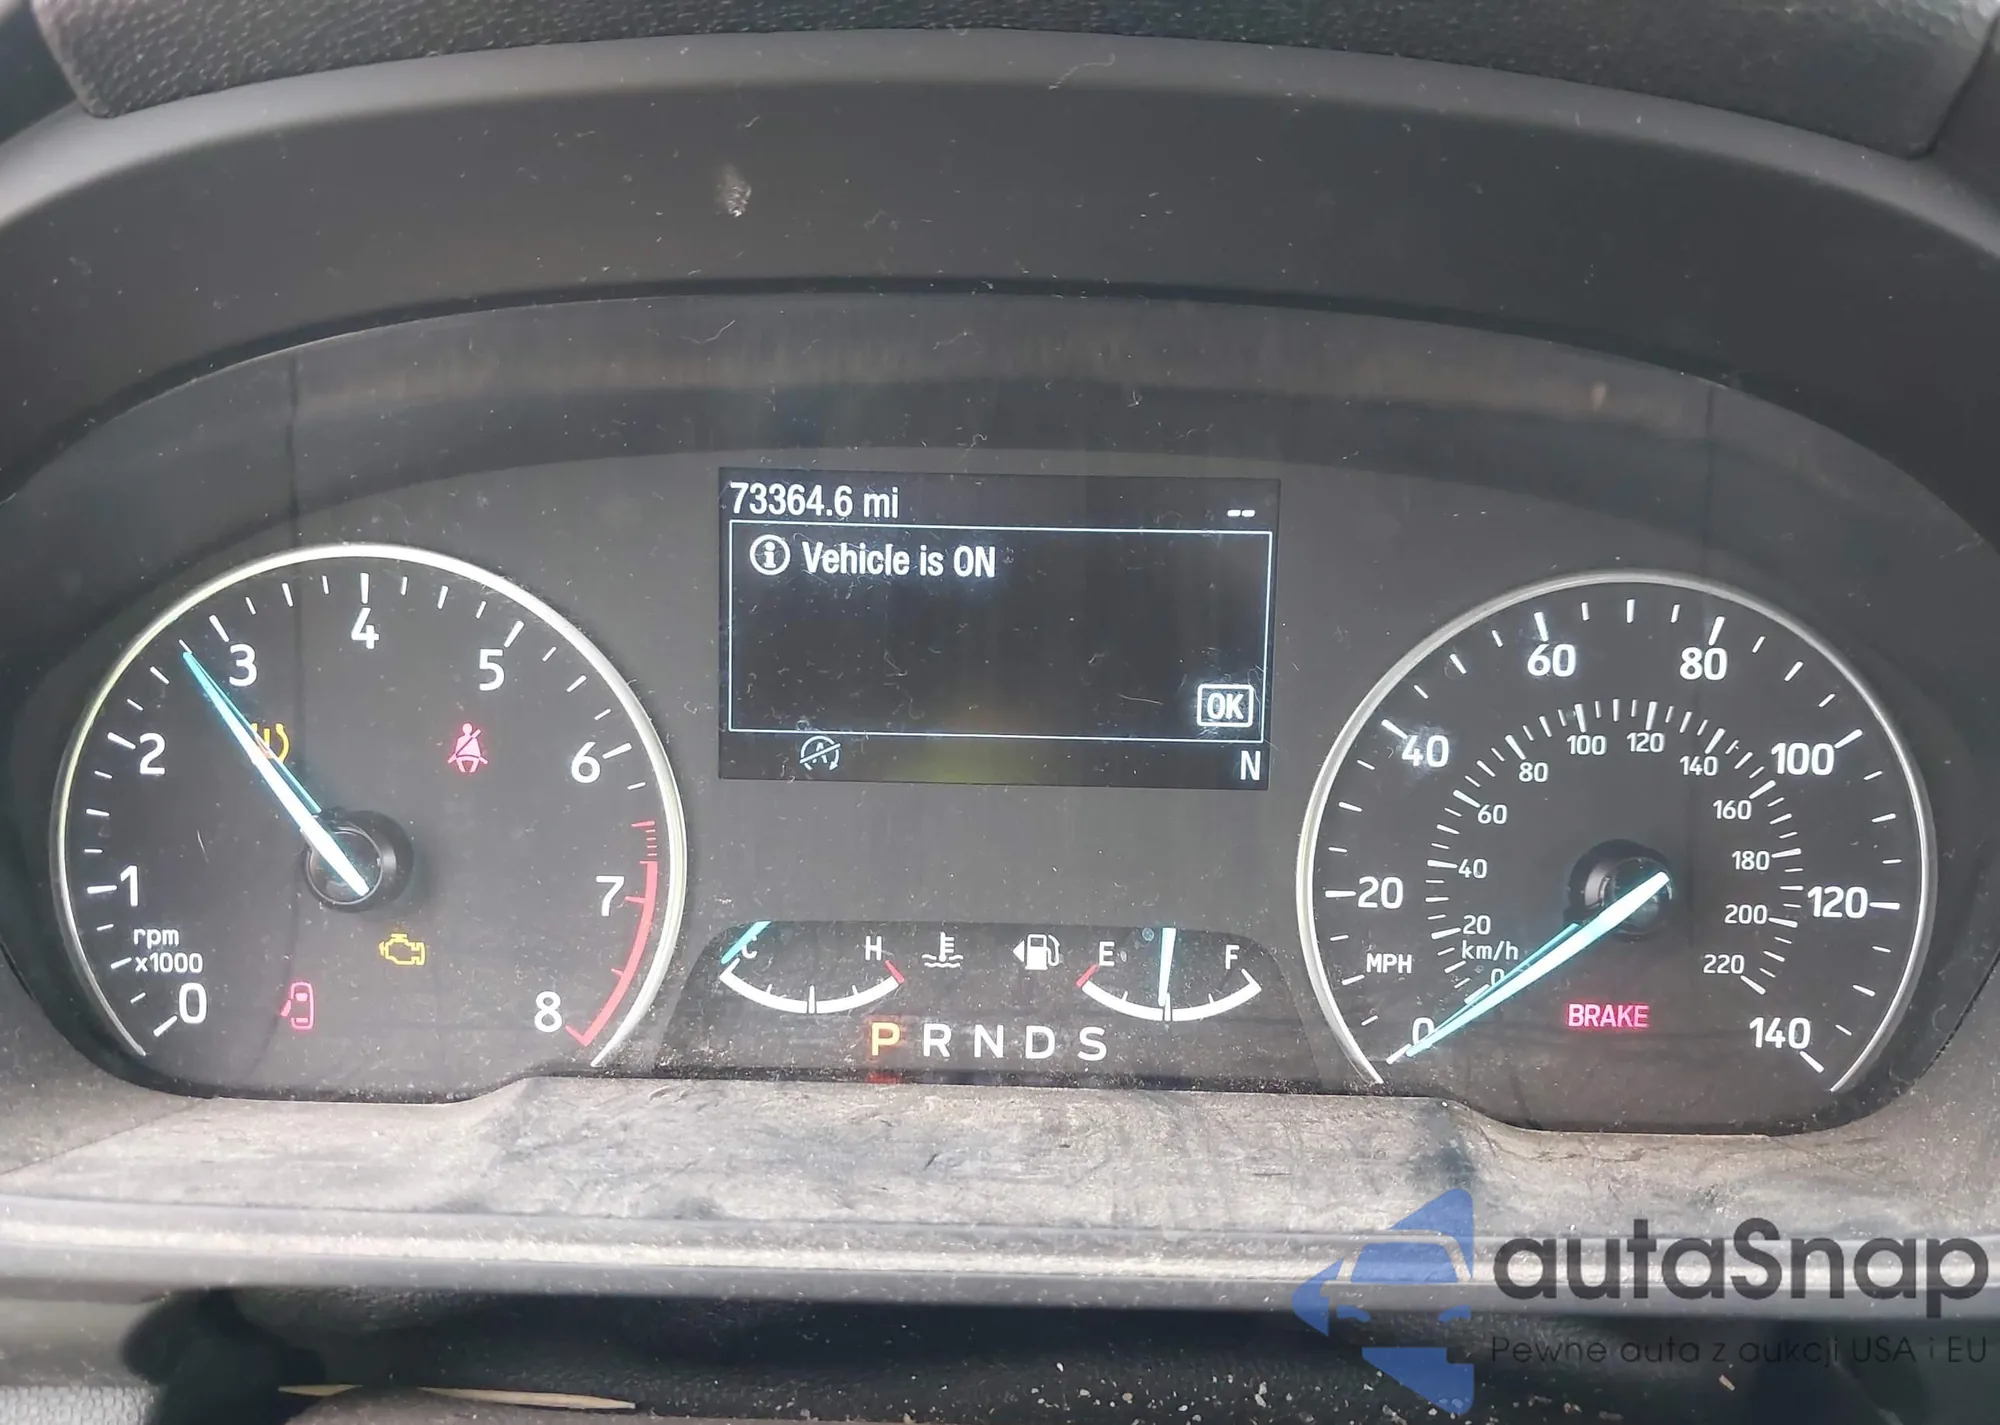 73364.6 mi --
Vehicle is ON
OK
N
0 1 2 3 4 5 6 7 8
rpm
x1000
C H E F
P R N D S
0 20 40 60 80 100 120 140
MPH
0 20 40 60 80 100 120 140 160 180 200 220
km/h
BRAKE
autaSnap
Pewne auta z aukcji USA i EU